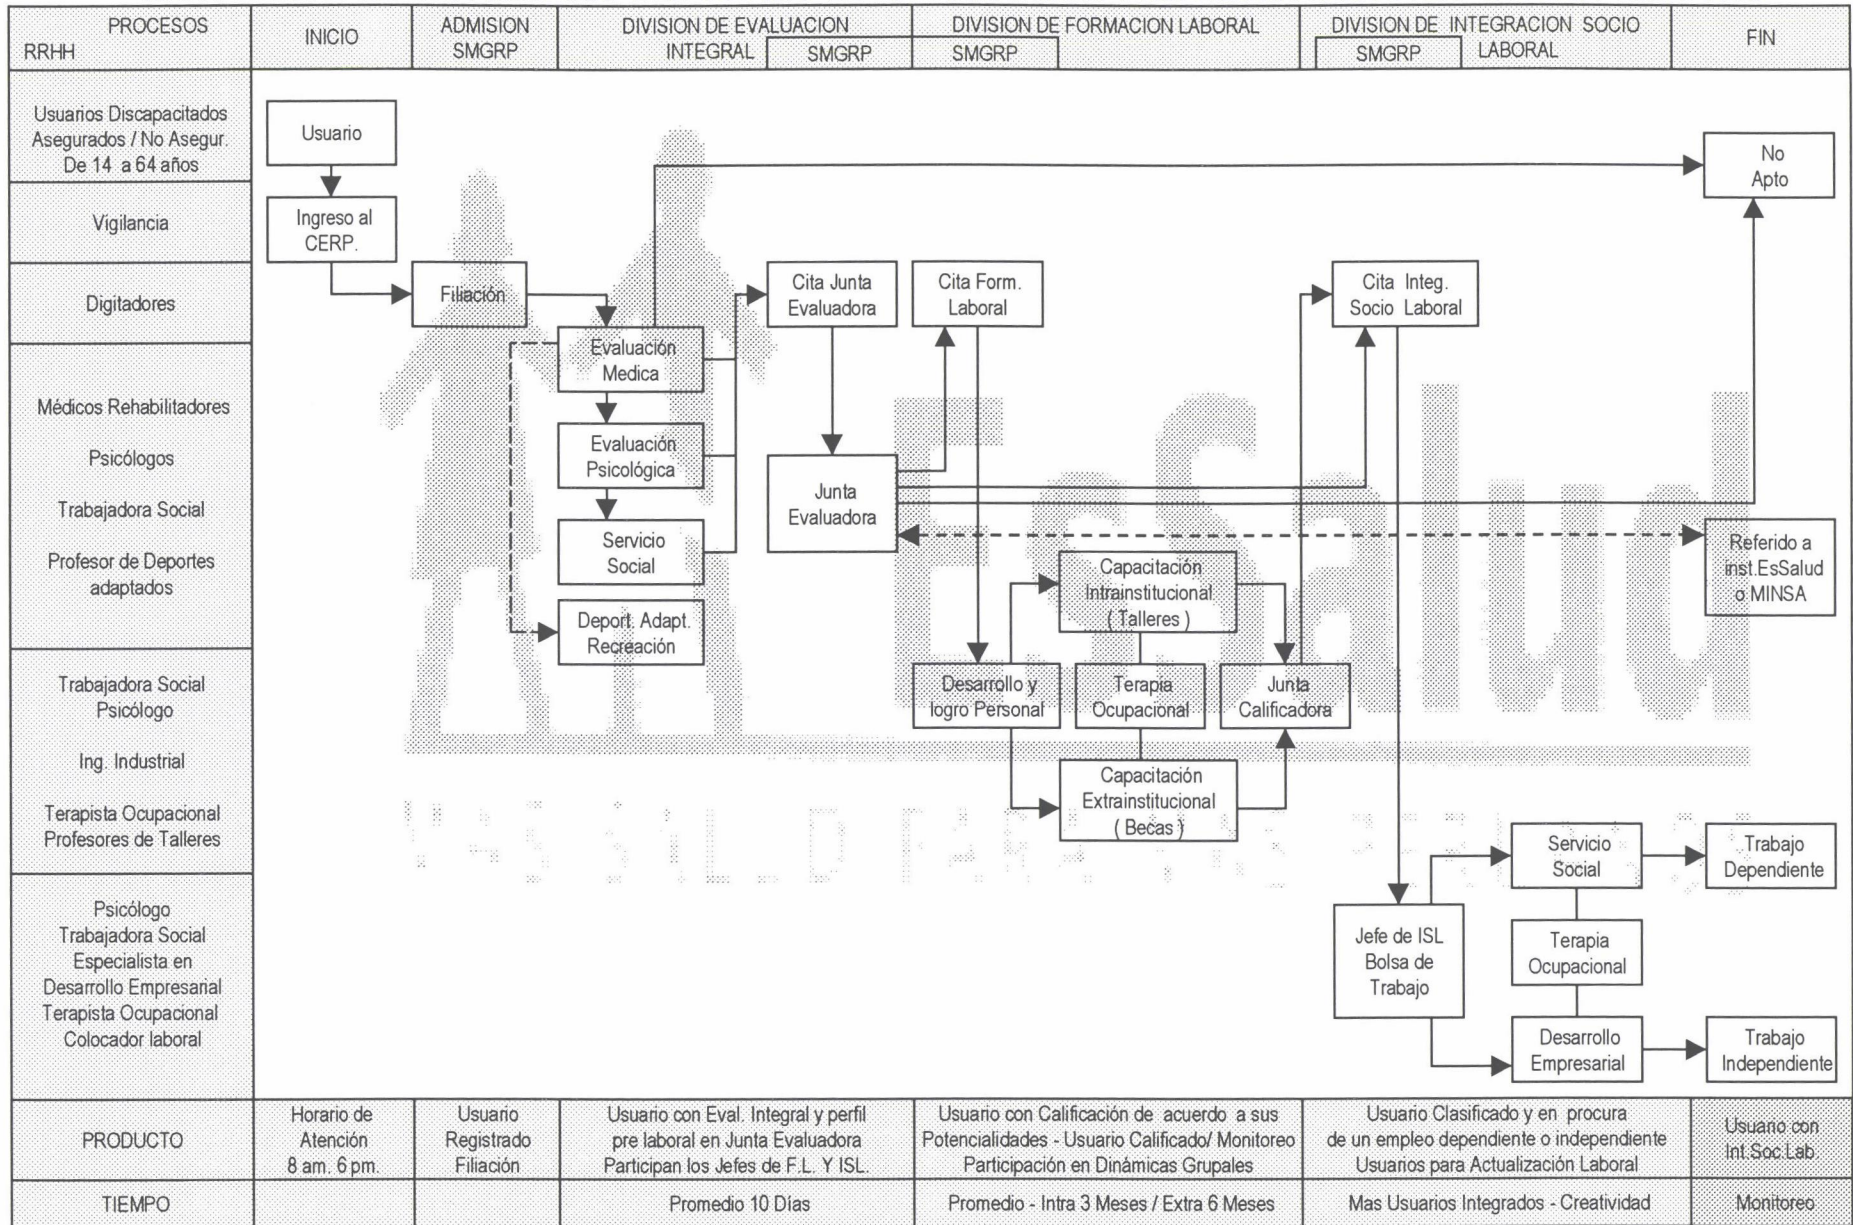 PROCESOS
RRHH
INICIO
ADMISION
SMGRP
DIVISION DE EVALUACION
INTEGRAL
SMGRP
DIVISION DE FORMACION LABORAL
SMGRP
DIVISION DE INTEGRACION SOCIO
LABORAL
SMGRP
FIN
Usuarios Discapacitados
Asegurados / No Asegur.
De 14 a 64 años
Usuario
No
Apto
Vigilancia
Ingreso al
CERP.
Digitadores
Filiación
Cita Junta
Evaluadora
Cita Form.
Laboral
Cita Integ.
Socio Laboral
Médicos Rehabilitadores
Psicólogos
Trabajadora Social
Profesor de Deportes
adaptados
Evaluación
Medica
Evaluación
Psicológica
Servicio
Social
Deport. Adapt.
Recreación
Junta
Evaluadora
Capacitación
Intrainstitucional
( Talleres )
Referido a
inst.EsSalud
o MINSA
EsSalud
Trabajadora Social
Psicólogo
Ing. Industrial
Terapista Ocupacional
Profesores de Talleres
Desarrollo y
logro Personal
Terapia
Ocupacional
Junta
Calificadora
Capacitación
Extrainstitucional
( Becas )
Servicio
Social
Trabajo
Dependiente
Psicólogo
Trabajadora Social
Especialista en
Desarrollo Empresarial
Terapista Ocupacional
Colocador laboral
Jefe de ISL
Bolsa de
Trabajo
Terapia
Ocupacional
Desarrollo
Empresarial
Trabajo
Independiente
PRODUCTO
Horario de
Atención
8 am. 6 pm.
Usuario
Registrado
Filiación
Usuario con Eval. Integral y perfil
pre laboral en Junta Evaluadora
Participan los Jefes de F.L. Y ISL.
Usuario con Calificación de acuerdo a sus
Potencialidades - Usuario Calificado/ Monitoreo
Participación en Dinámicas Grupales
Usuario Clasificado y en procura
de un empleo dependiente o independiente
Usuarios para Actualización Laboral
Usuario con
Int.Soc.Lab.
TIEMPO
Promedio 10 Días
Promedio - Intra 3 Meses / Extra 6 Meses
Mas Usuarios Integrados - Creatividad
Monitoreo